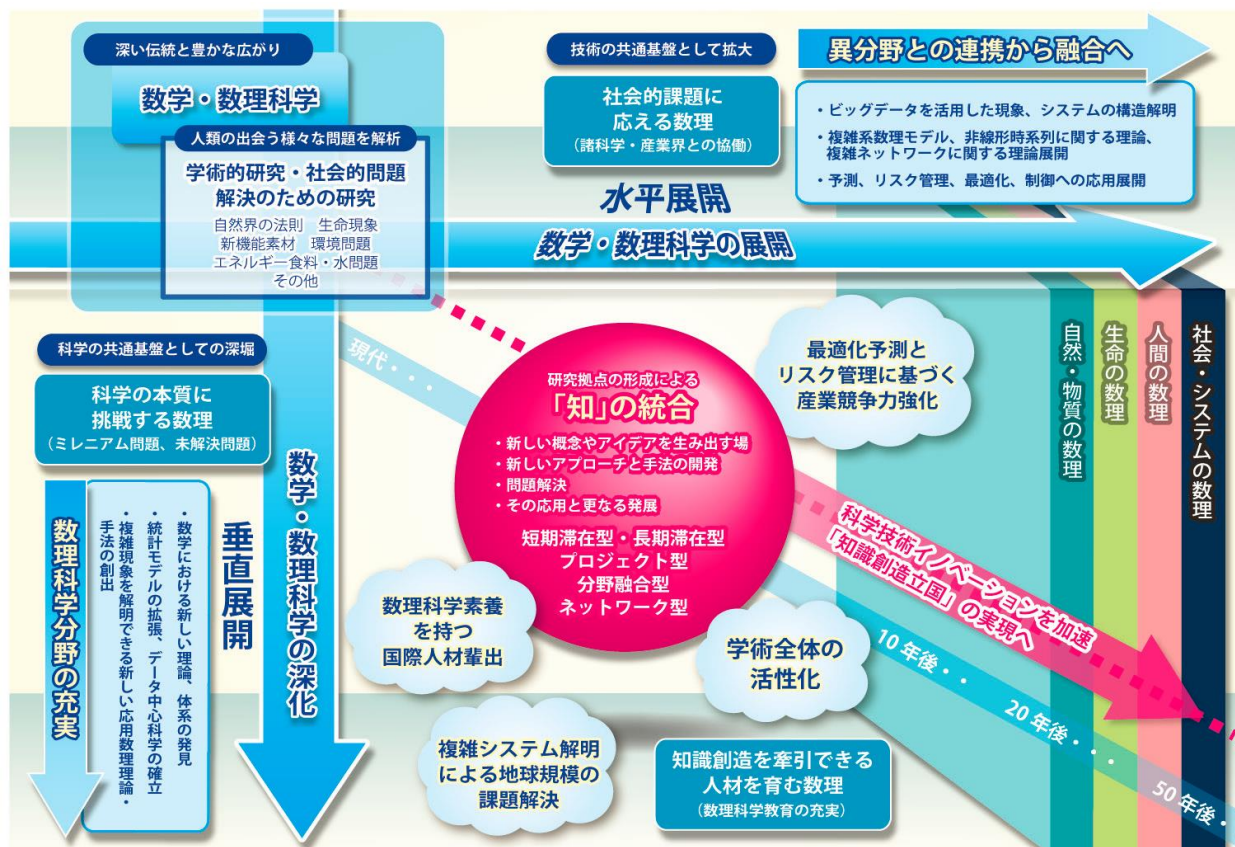 深い伝統と豊かな広がり
数学・数理科学
人類の出会う様々な問題を解析
学術的研究・社会的問題
解決のための研究
自然界の法則　生命現象
新機能素材　環境問題
エネルギー食料・水問題
その他
技術の共通基盤として拡大
社会的課題に
応える数理
（諸科学・産業界との協働）
異分野との連携から融合へ
・ビッグデータを活用した現象、システムの構造解明
・複雑系数理モデル、非線形時系列に関する理論、
複雑ネットワークに関する理論展開
・予測、リスク管理、最適化、制御への応用展開
水平展開
数学・数理科学の展開
科学の共通基盤としての深堀
科学の本質に
挑戦する数理
（ミレニアム問題、未解決問題）
数理科学分野の充実
・数学における新しい理論、体系の発見
・統計モデルの拡張、データ中心科学の確立
・複雑現象を解明できる新しい応用数理理論・
手法の創出
垂直展開
数学・数理科学の深化
現代・・・
研究拠点の形成による
「知」の統合
・新しい概念やアイデアを生み出す場
・新しいアプローチと手法の開発
・問題解決
・その応用と更なる発展
短期滞在型・長期滞在型
プロジェクト型
分野融合型
ネットワーク型
最適化予測と
リスク管理に基づく
産業競争力強化
自然・物質の数理
生命の数理
人間の数理
社会・システムの数理
科学技術イノベーションを加速
「知識創造立国」の実現へ
数理科学素養
を持つ
国際人材輩出
学術全体の
活性化
10年後・・・
20年後・・・
50年後・
複雑システム解明
による地球規模の
課題解決
知識創造を牽引できる
人材を育む数理
（数理科学教育の充実）